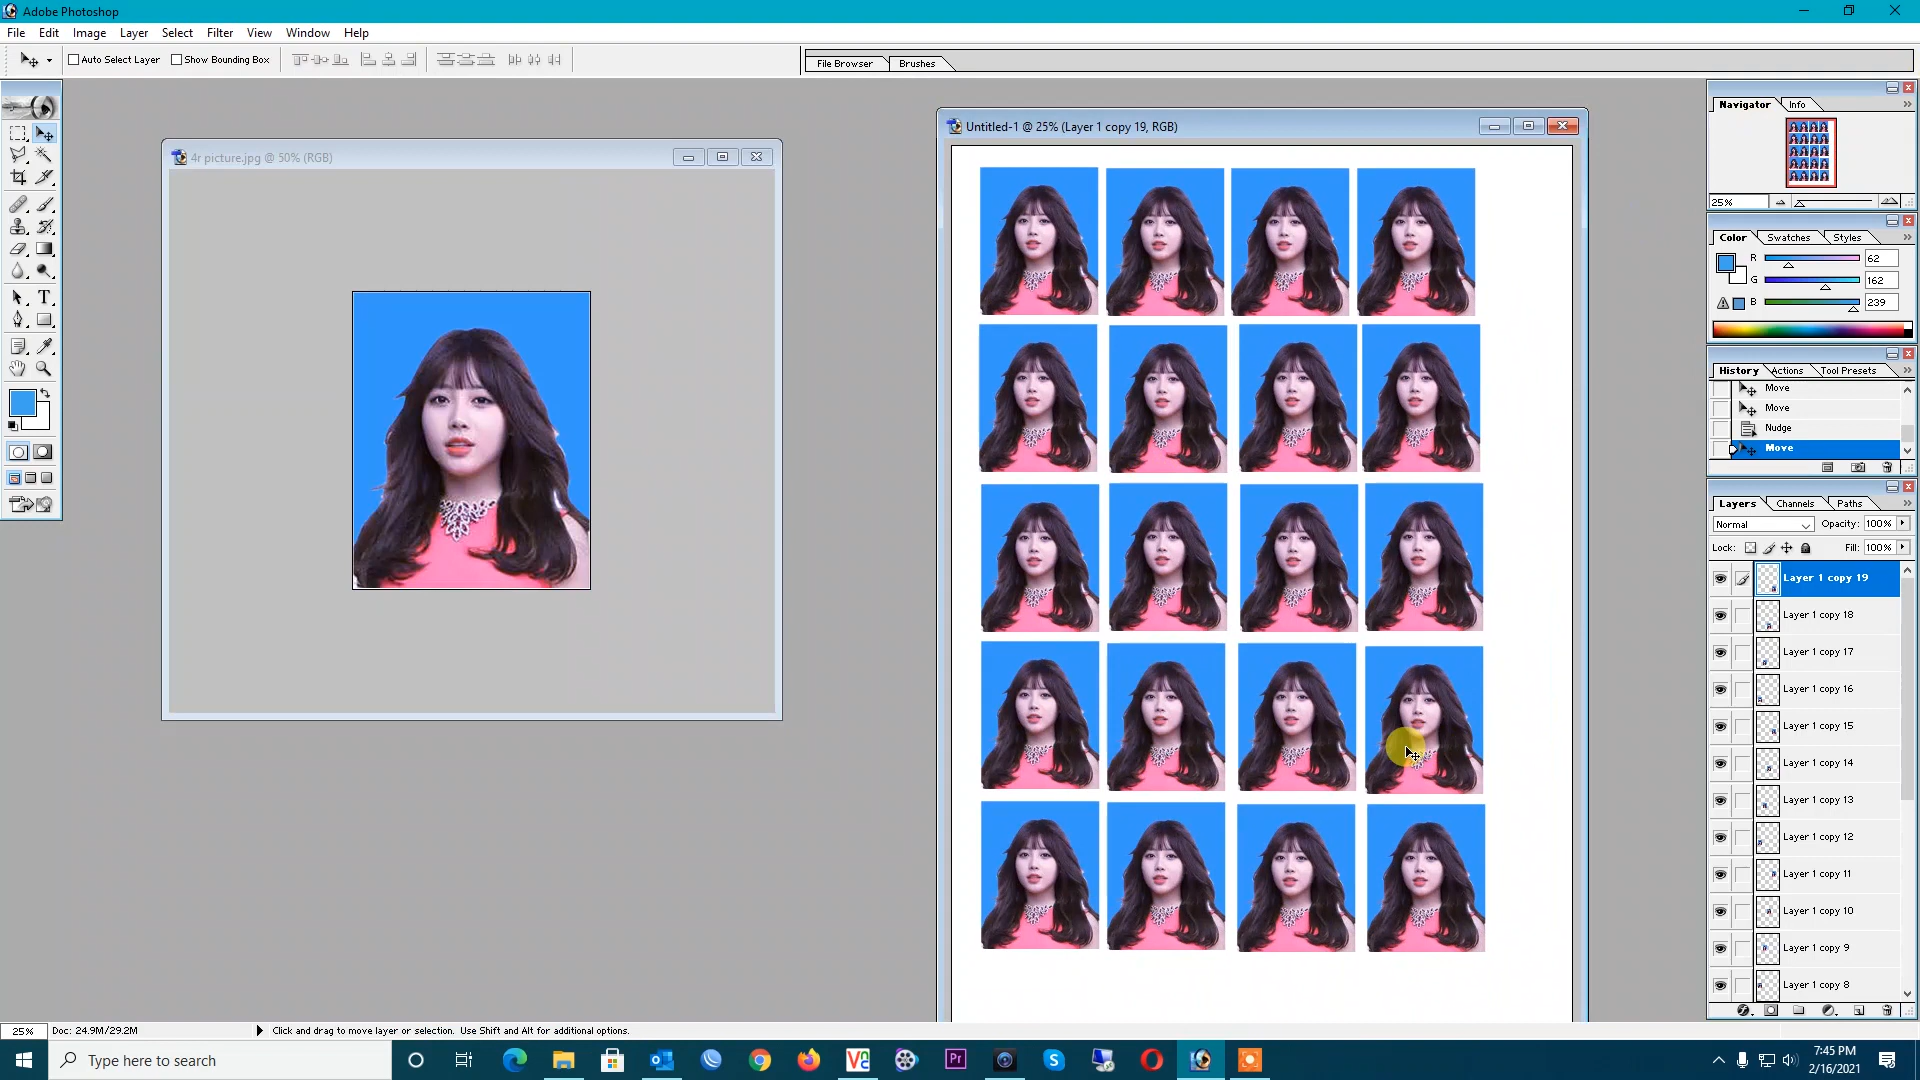 Adobe Photoshop
File Edit Image Layer Select Filter View Window Help
Auto Select Layer Show Bounding Box
File Browser Brushes
4r picture.jpg @ 50% (RGB)
Untitled-1 @ 25% (Layer 1 copy 19, RGB)
Navigator Info
25%
Color Swatches Styles
R 62
G 162
B 239
History Actions Tool Presets
Move
Move
Nudge
Move
Layers Channels Paths
Normal Opacity: 100%
Lock: Fill: 100%
Layer 1 copy 19
Layer 1 copy 18
Layer 1 copy 17
Layer 1 copy 16
Layer 1 copy 15
Layer 1 copy 14
Layer 1 copy 13
Layer 1 copy 12
Layer 1 copy 11
Layer 1 copy 10
Layer 1 copy 9
Layer 1 copy 8
25% Doc: 24.9M/29.2M Click and drag to move layer or selection. Use Shift and Alt for additional options.
Type here to search
7:45 PM
2/16/2021